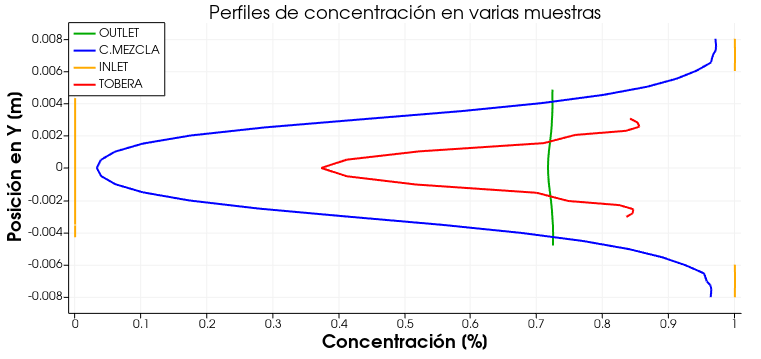 Perfiles de concentración en varias muestras
OUTLET
C.MEZCLA
INLET
TOBERA
Posición en Y (m)
0.008
0.006
0.004
0.002
0
-0.002
-0.004
-0.006
-0.008
0 0.1 0.2 0.3 0.4 0.5 0.6 0.7 0.8 0.9 1
Concentración (%)